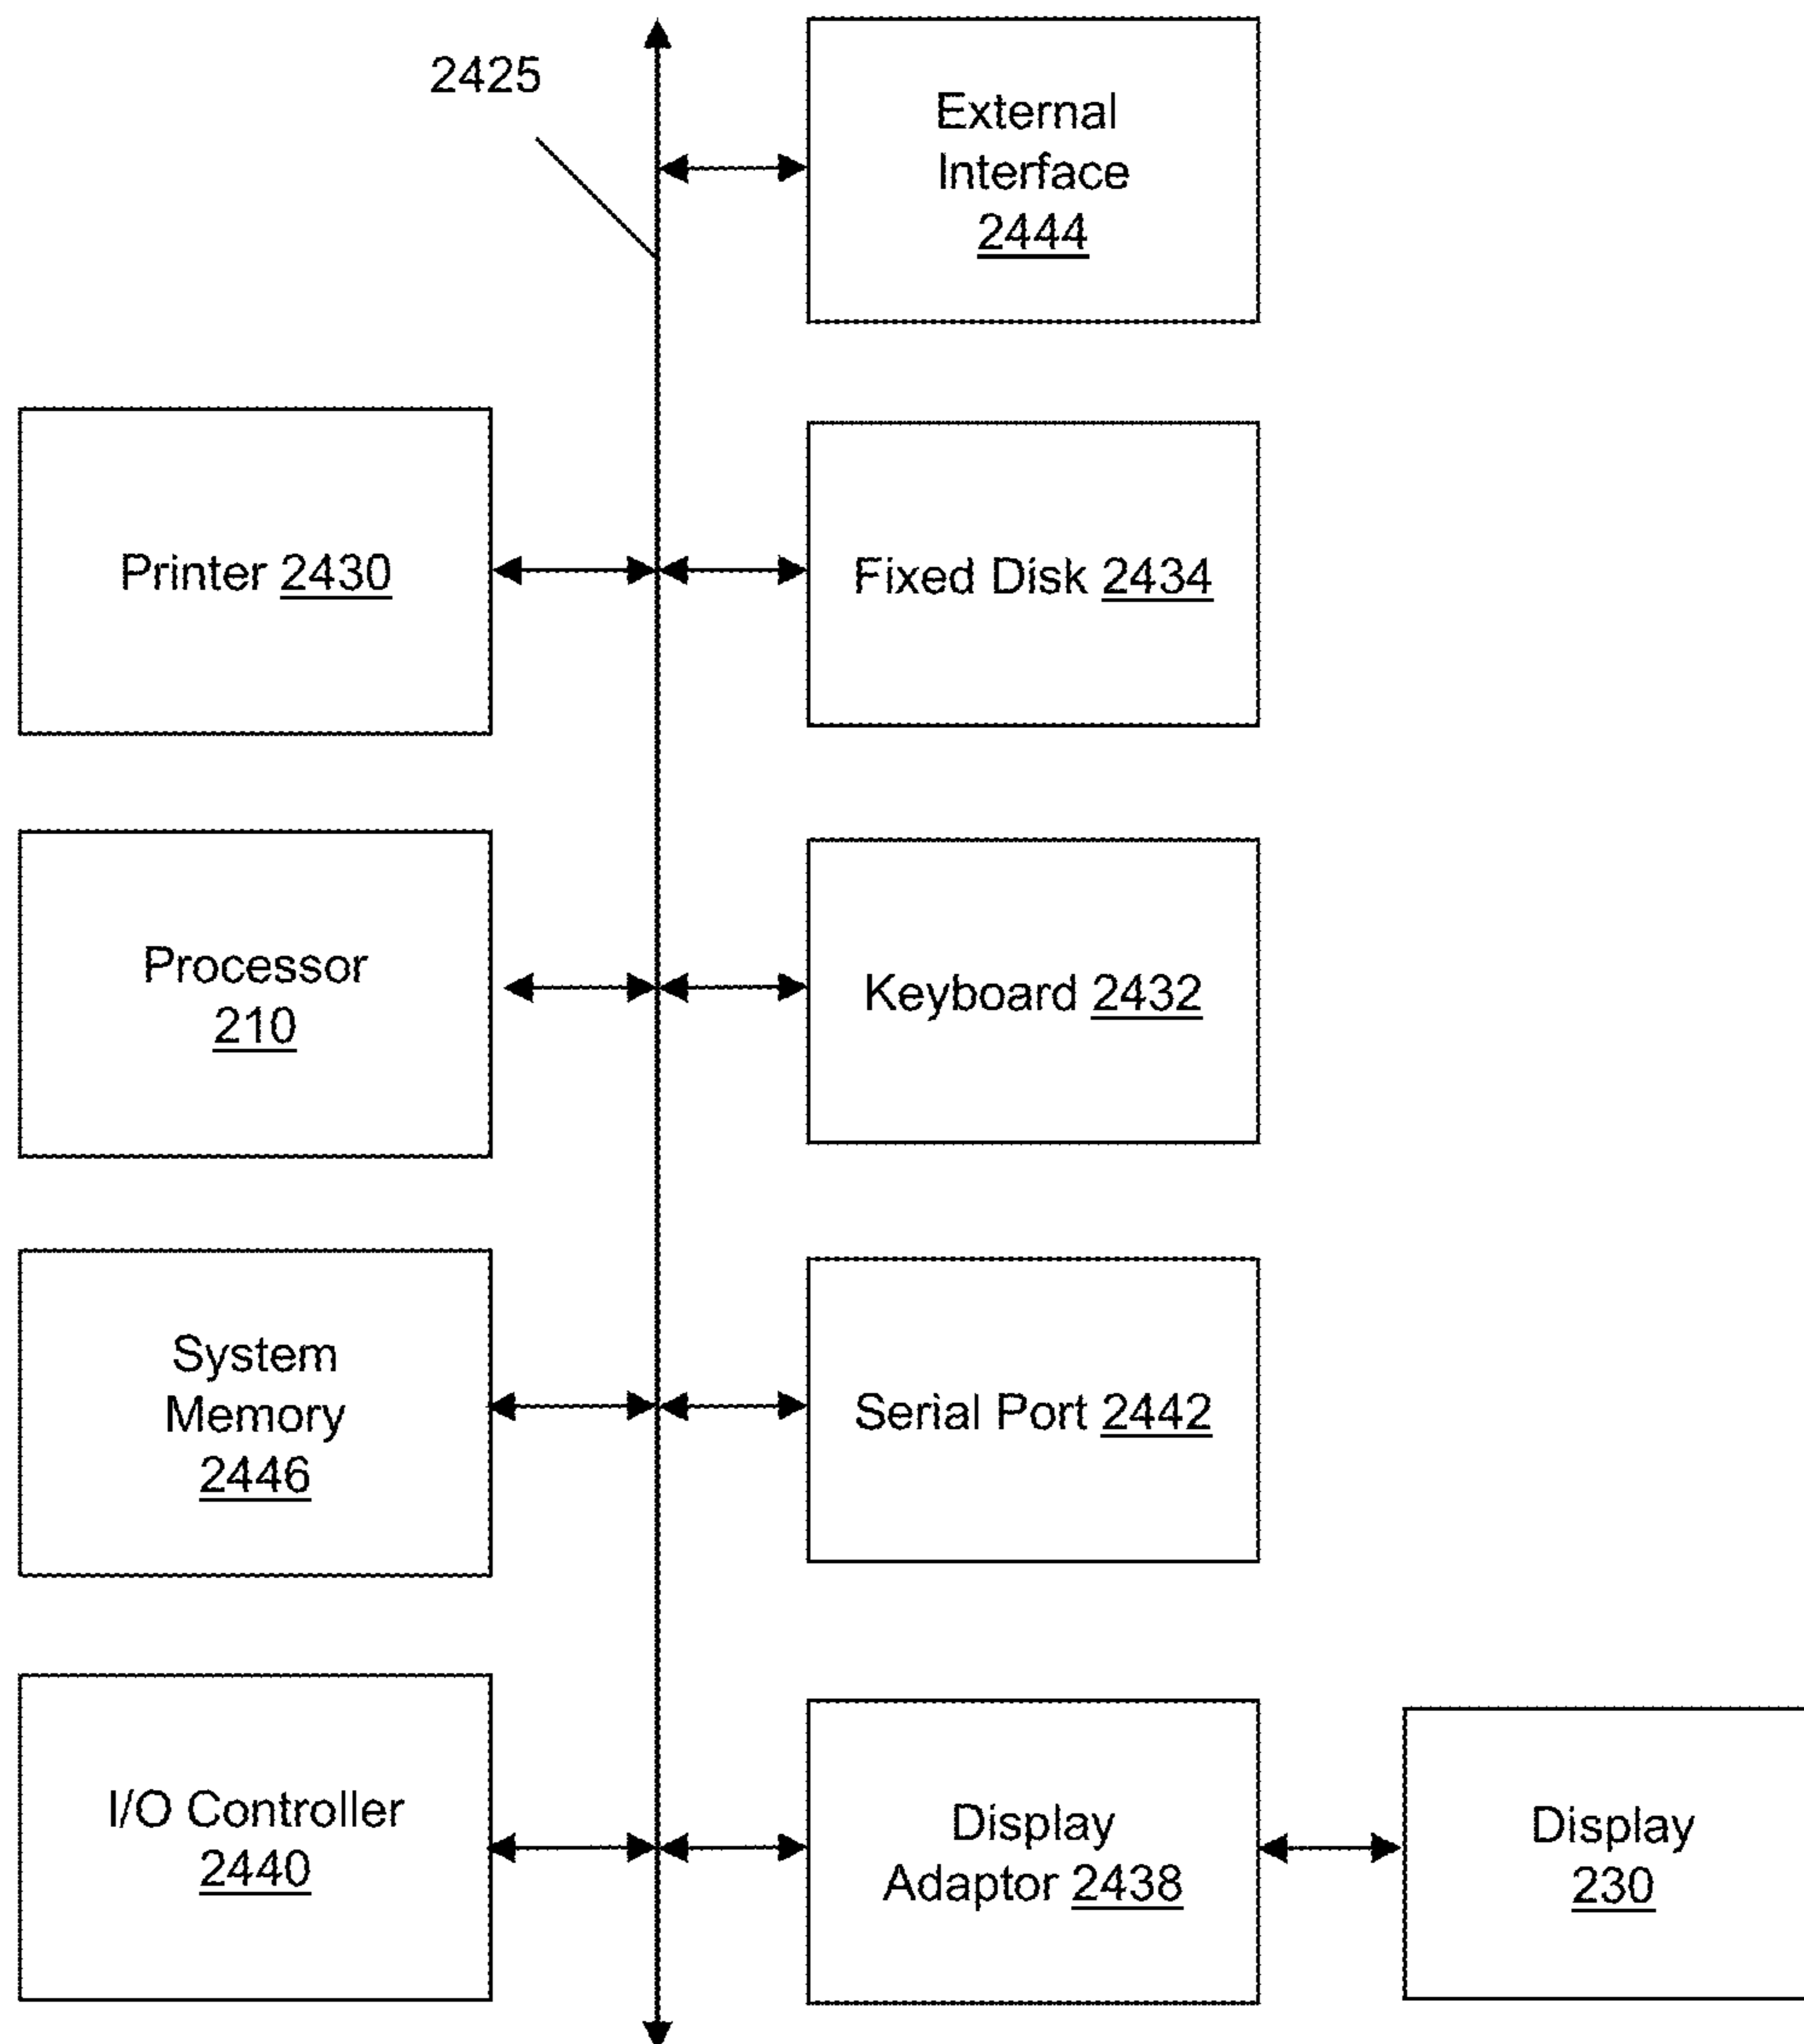 2425
External
Interface
2444
Printer 2430
Fixed Disk 2434
Processor
210
Keyboard 2432
System
Memory
2446
Serial Port 2442
I/O Controller
2440
Display
Adaptor 2438
Display
230